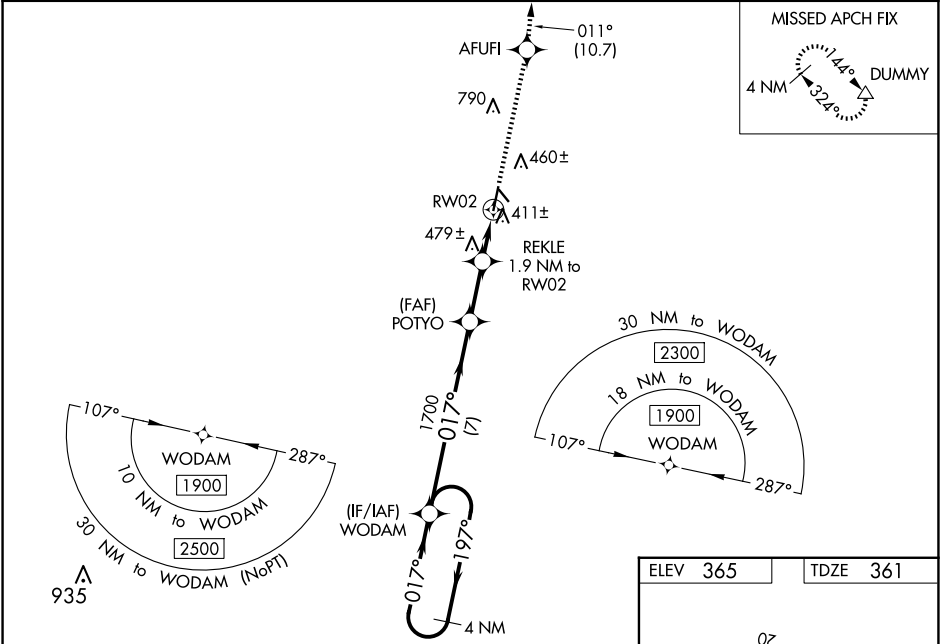 MISSED APCH FIX
4 NM
144°
324°
DUMMY
011°
(10.7)
AFUFI
790
460±
RW02
411±
479±
REKLE
1.9 NM to
RW02
(FAF)
POTYO
1700
017°
(7)
30 NM to WODAM
2300
18 NM to WODAM
1900
WODAM
107°
287°
107°
287°
WODAM
1900
10 NM to WODAM
2500
30 NM to WODAM (NoPT)
935
(IF/IAF)
WODAM
017°
197°
4 NM
ELEV 365
TDZE 361